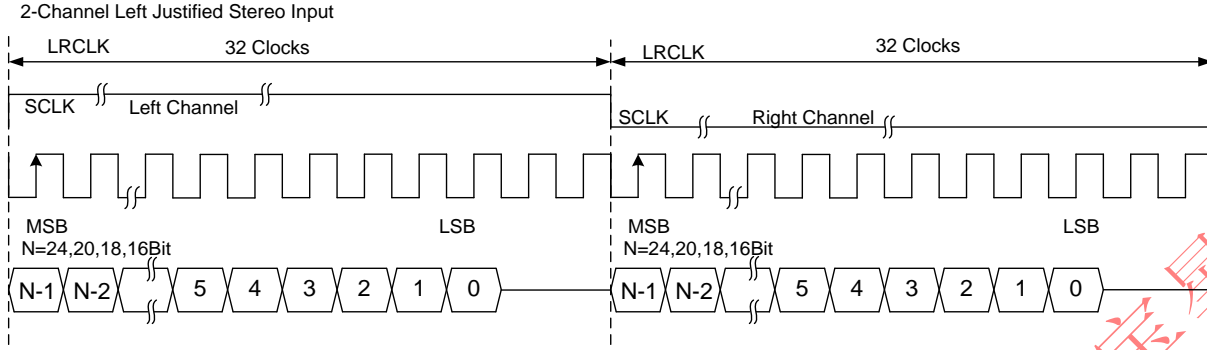 2-Channel Left Justified Stereo Input
LRCLK 32 Clocks LRCLK 32 Clocks
SCLK Left Channel SCLK Right Channel
MSB LSB MSB LSB
N=24,20,18,16Bit N=24,20,18,16Bit
N-1 N-2 5 4 3 2 1 0 N-1 N-2 5 4 3 2 1 0